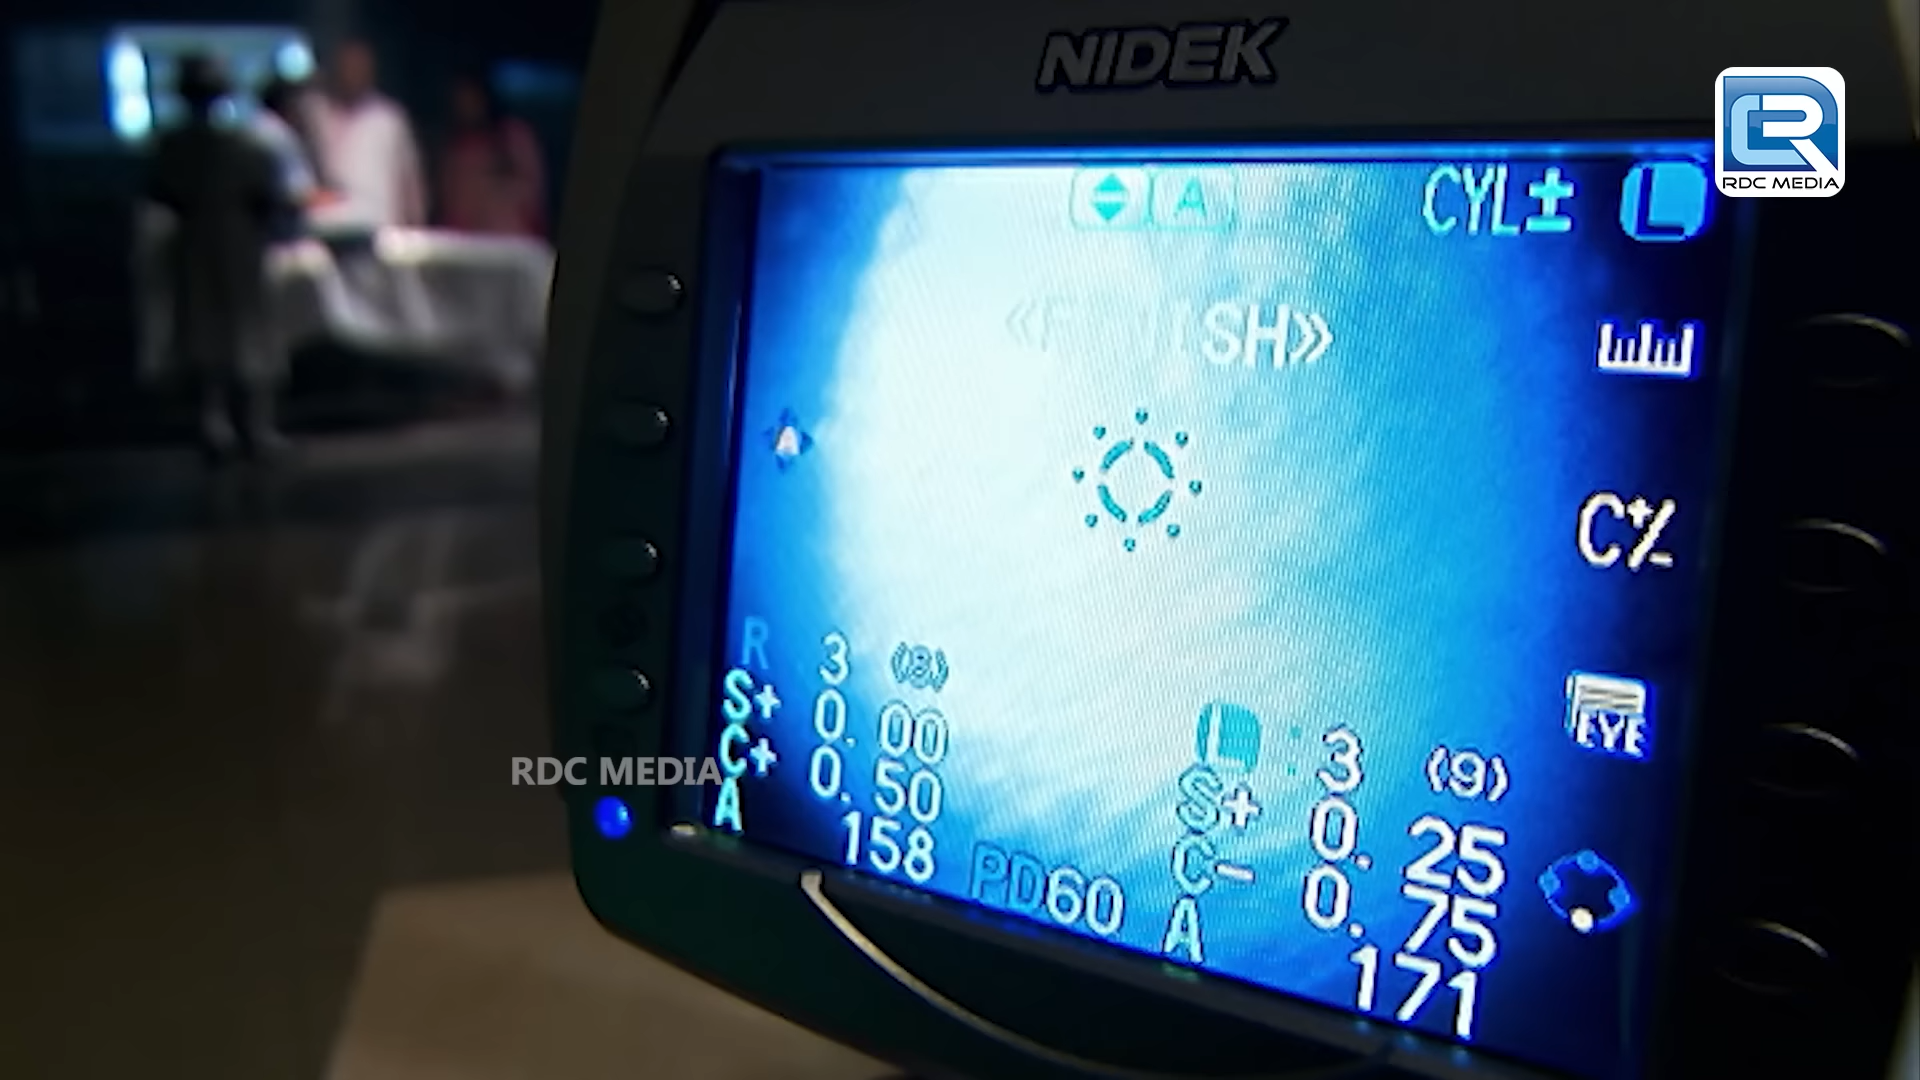 NIDEK
RDC MEDIA
A CYL± L
«FINISH»
A
C+/-
EYE
R 3 (8)
S+ 0.00
C+ 0.50
A 158
PD60
L : 3 (9)
S+ 0.25
C- 0.75
A 171
RDC MEDIA